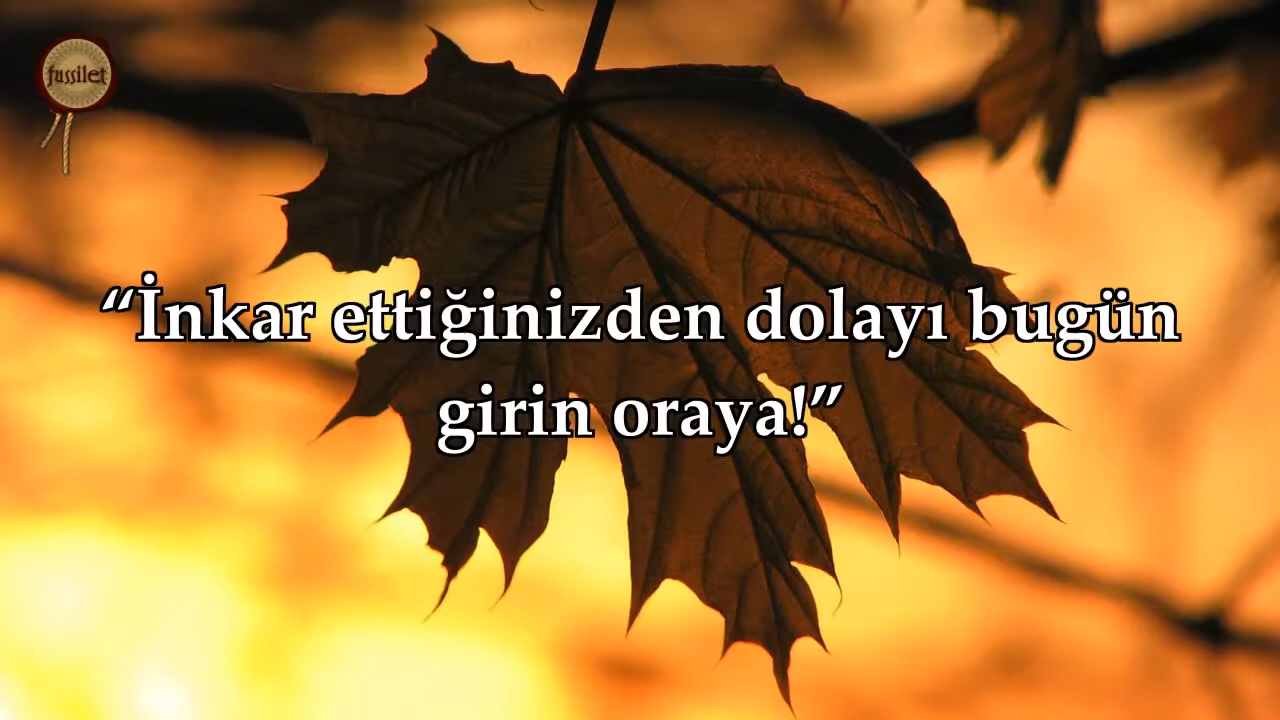 fussilet
“İnkar ettiğinizden dolayı bugün
girin oraya!”